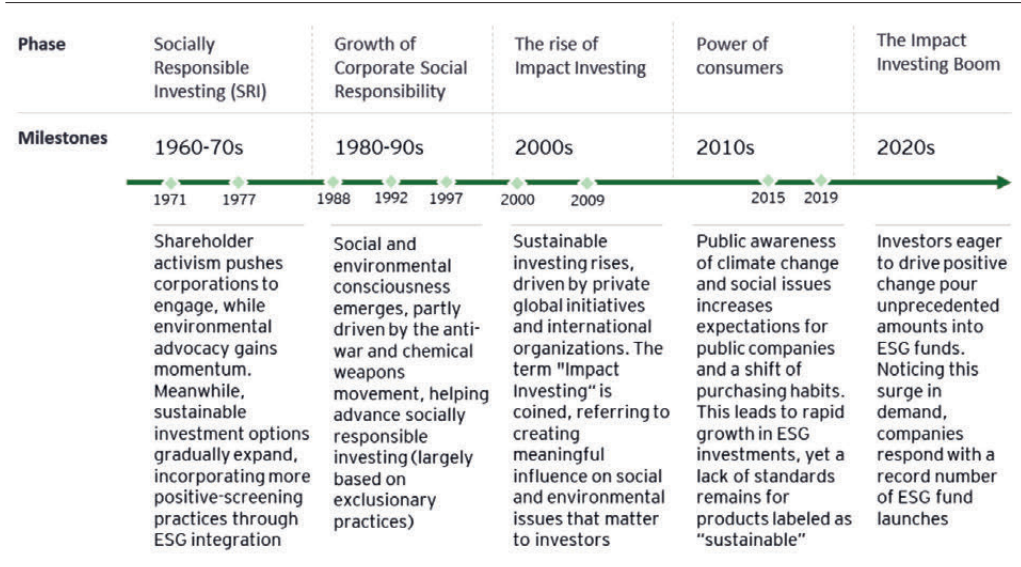 Phase
Socially
Responsible
Investing (SRI)
Growth of
Corporate Social
Responsibility
The rise of
Impact Investing
Power of
consumers
The Impact
Investing Boom
Milestones
1960-70s
1980-90s
2000s
2010s
2020s
1971
1977
1988
1992
1997
2000
2009
2015
2019
Shareholder
activism pushes
corporations to
engage, while
environmental
advocacy gains
momentum.
Meanwhile,
sustainable
investment options
gradually expand,
incorporating more
positive-screening
practices through
ESG integration
Social and
environmental
consciousness
emerges, partly
driven by the anti-
war and chemical
weapons
movement, helping
advance socially
responsible
investing (largely
based on
exclusionary
practices)
Sustainable
investing rises,
driven by private
global initiatives
and international
organizations. The
term "Impact
Investing“ is
coined, referring to
creating
meaningful
influence on social
and environmental
issues that matter
to investors
Public awareness
of climate change
and social issues
increases
expectations for
public companies
and a shift of
purchasing habits.
This leads to rapid
growth in ESG
investments, yet a
lack of standards
remains for
products labeled as
“sustainable”
Investors eager
to drive positive
change pour
unprecedented
amounts into
ESG funds.
Noticing this
surge in
demand,
companies
respond with a
record number
of ESG fund
launches